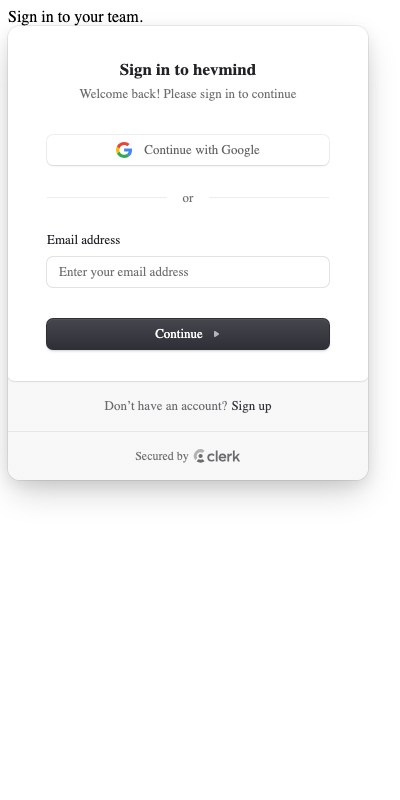 Sign in to your team.
Sign in to hevmind
Welcome back! Please sign in to continue
Continue with Google
or
Email address
Enter your email address
Continue
Don’t have an account? Sign up
Secured by clerk